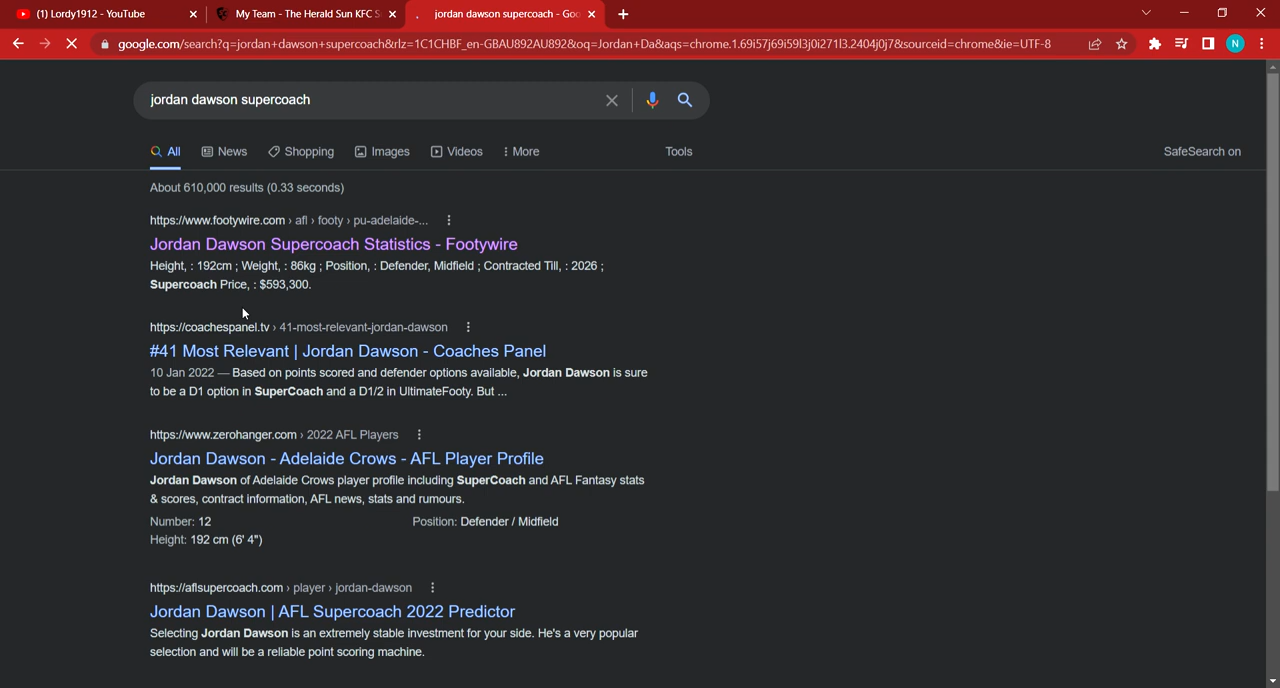 (1) Lordy1912 - YouTube
My Team - The Herald Sun KFC S
jordan dawson supercoach - Goo
google.com/search?q=jordan+dawson+supercoach&rlz=1C1CHBF_en-GBAU892AU892&oq=Jordan+Da&aqs=chrome.1.69i57j69i59l3j0i271l3.2404j0j7&sourceid=chrome&ie=UTF-8
N
jordan dawson supercoach
All
News
Shopping
Images
Videos
More
Tools
SafeSearch on
About 610,000 results (0.33 seconds)
https://www.footywire.com › afl › footy › pu-adelaide-...
Jordan Dawson Supercoach Statistics - Footywire
Height, : 192cm ; Weight, : 86kg ; Position, : Defender, Midfield ; Contracted Till, : 2026 ;
Supercoach Price, : $593,300.
https://coachespanel.tv › 41-most-relevant-jordan-dawson
#41 Most Relevant | Jordan Dawson - Coaches Panel
10 Jan 2022 — Based on points scored and defender options available, Jordan Dawson is sure
to be a D1 option in SuperCoach and a D1/2 in UltimateFooty. But ...
https://www.zerohanger.com › 2022 AFL Players
Jordan Dawson - Adelaide Crows - AFL Player Profile
Jordan Dawson of Adelaide Crows player profile including SuperCoach and AFL Fantasy stats
& scores, contract information, AFL news, stats and rumours.
Number: 12
Position: Defender / Midfield
Height: 192 cm (6' 4")
https://aflsupercoach.com › player › jordan-dawson
Jordan Dawson | AFL Supercoach 2022 Predictor
Selecting Jordan Dawson is an extremely stable investment for your side. He's a very popular
selection and will be a reliable point scoring machine.